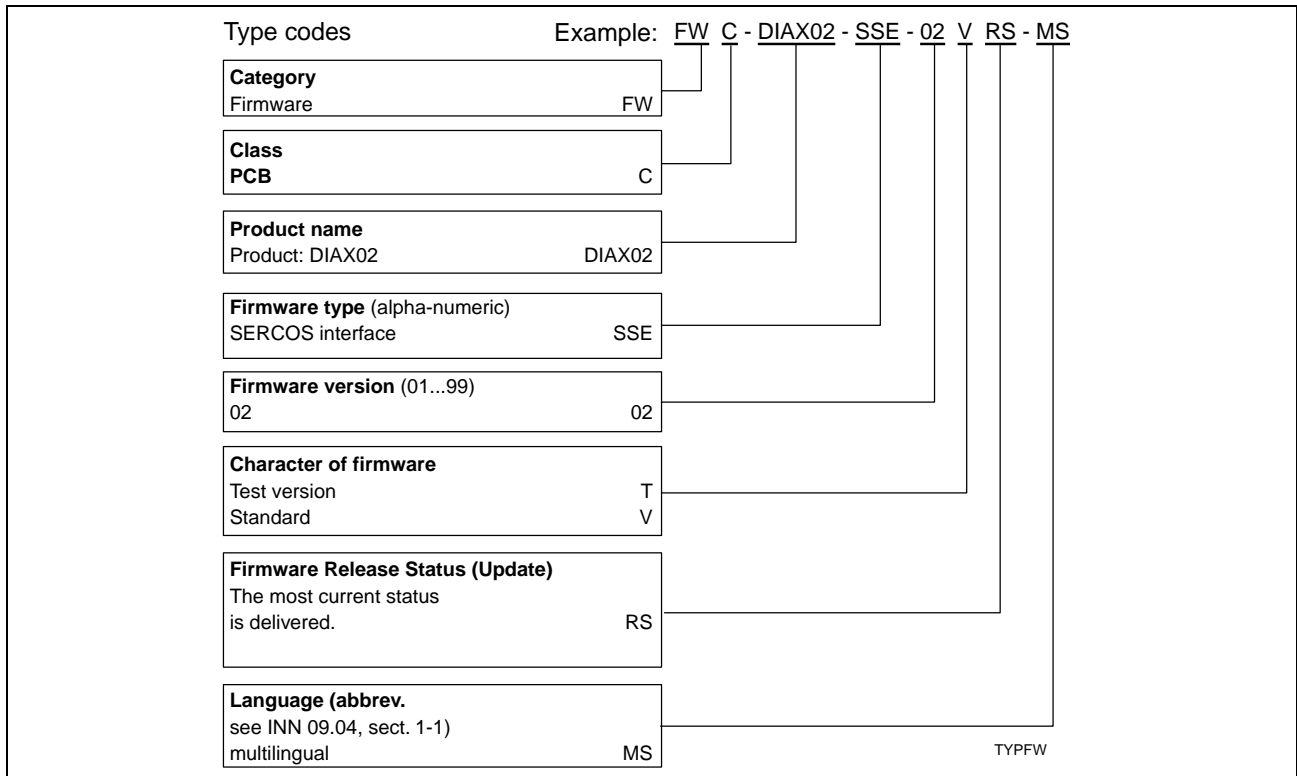 Type codes Example: FW C - DIAX02 - SSE - 02 V RS - MS
Category
Firmware FW
Class
PCB C
Product name
Product: DIAX02 DIAX02
Firmware type (alpha-numeric)
SERCOS interface SSE
Firmware version (01...99)
02 02
Character of firmware
Test version T
Standard V
Firmware Release Status (Update)
The most current status
is delivered. RS
Language (abbrev.
see INN 09.04, sect. 1-1)
multilingual MS
TYPFW